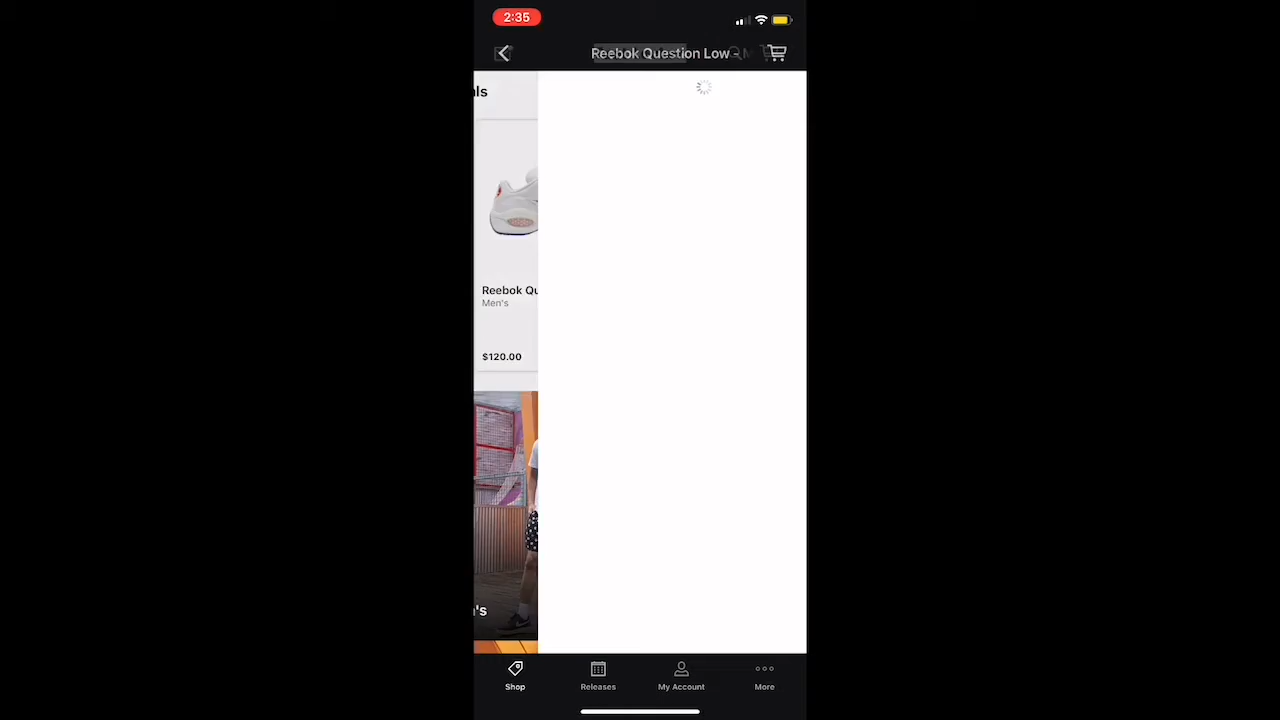 2:35
Reebok Question Low - M
ls
Reebok Qu
Men's
$120.00
's
Shop
Releases
My Account
More